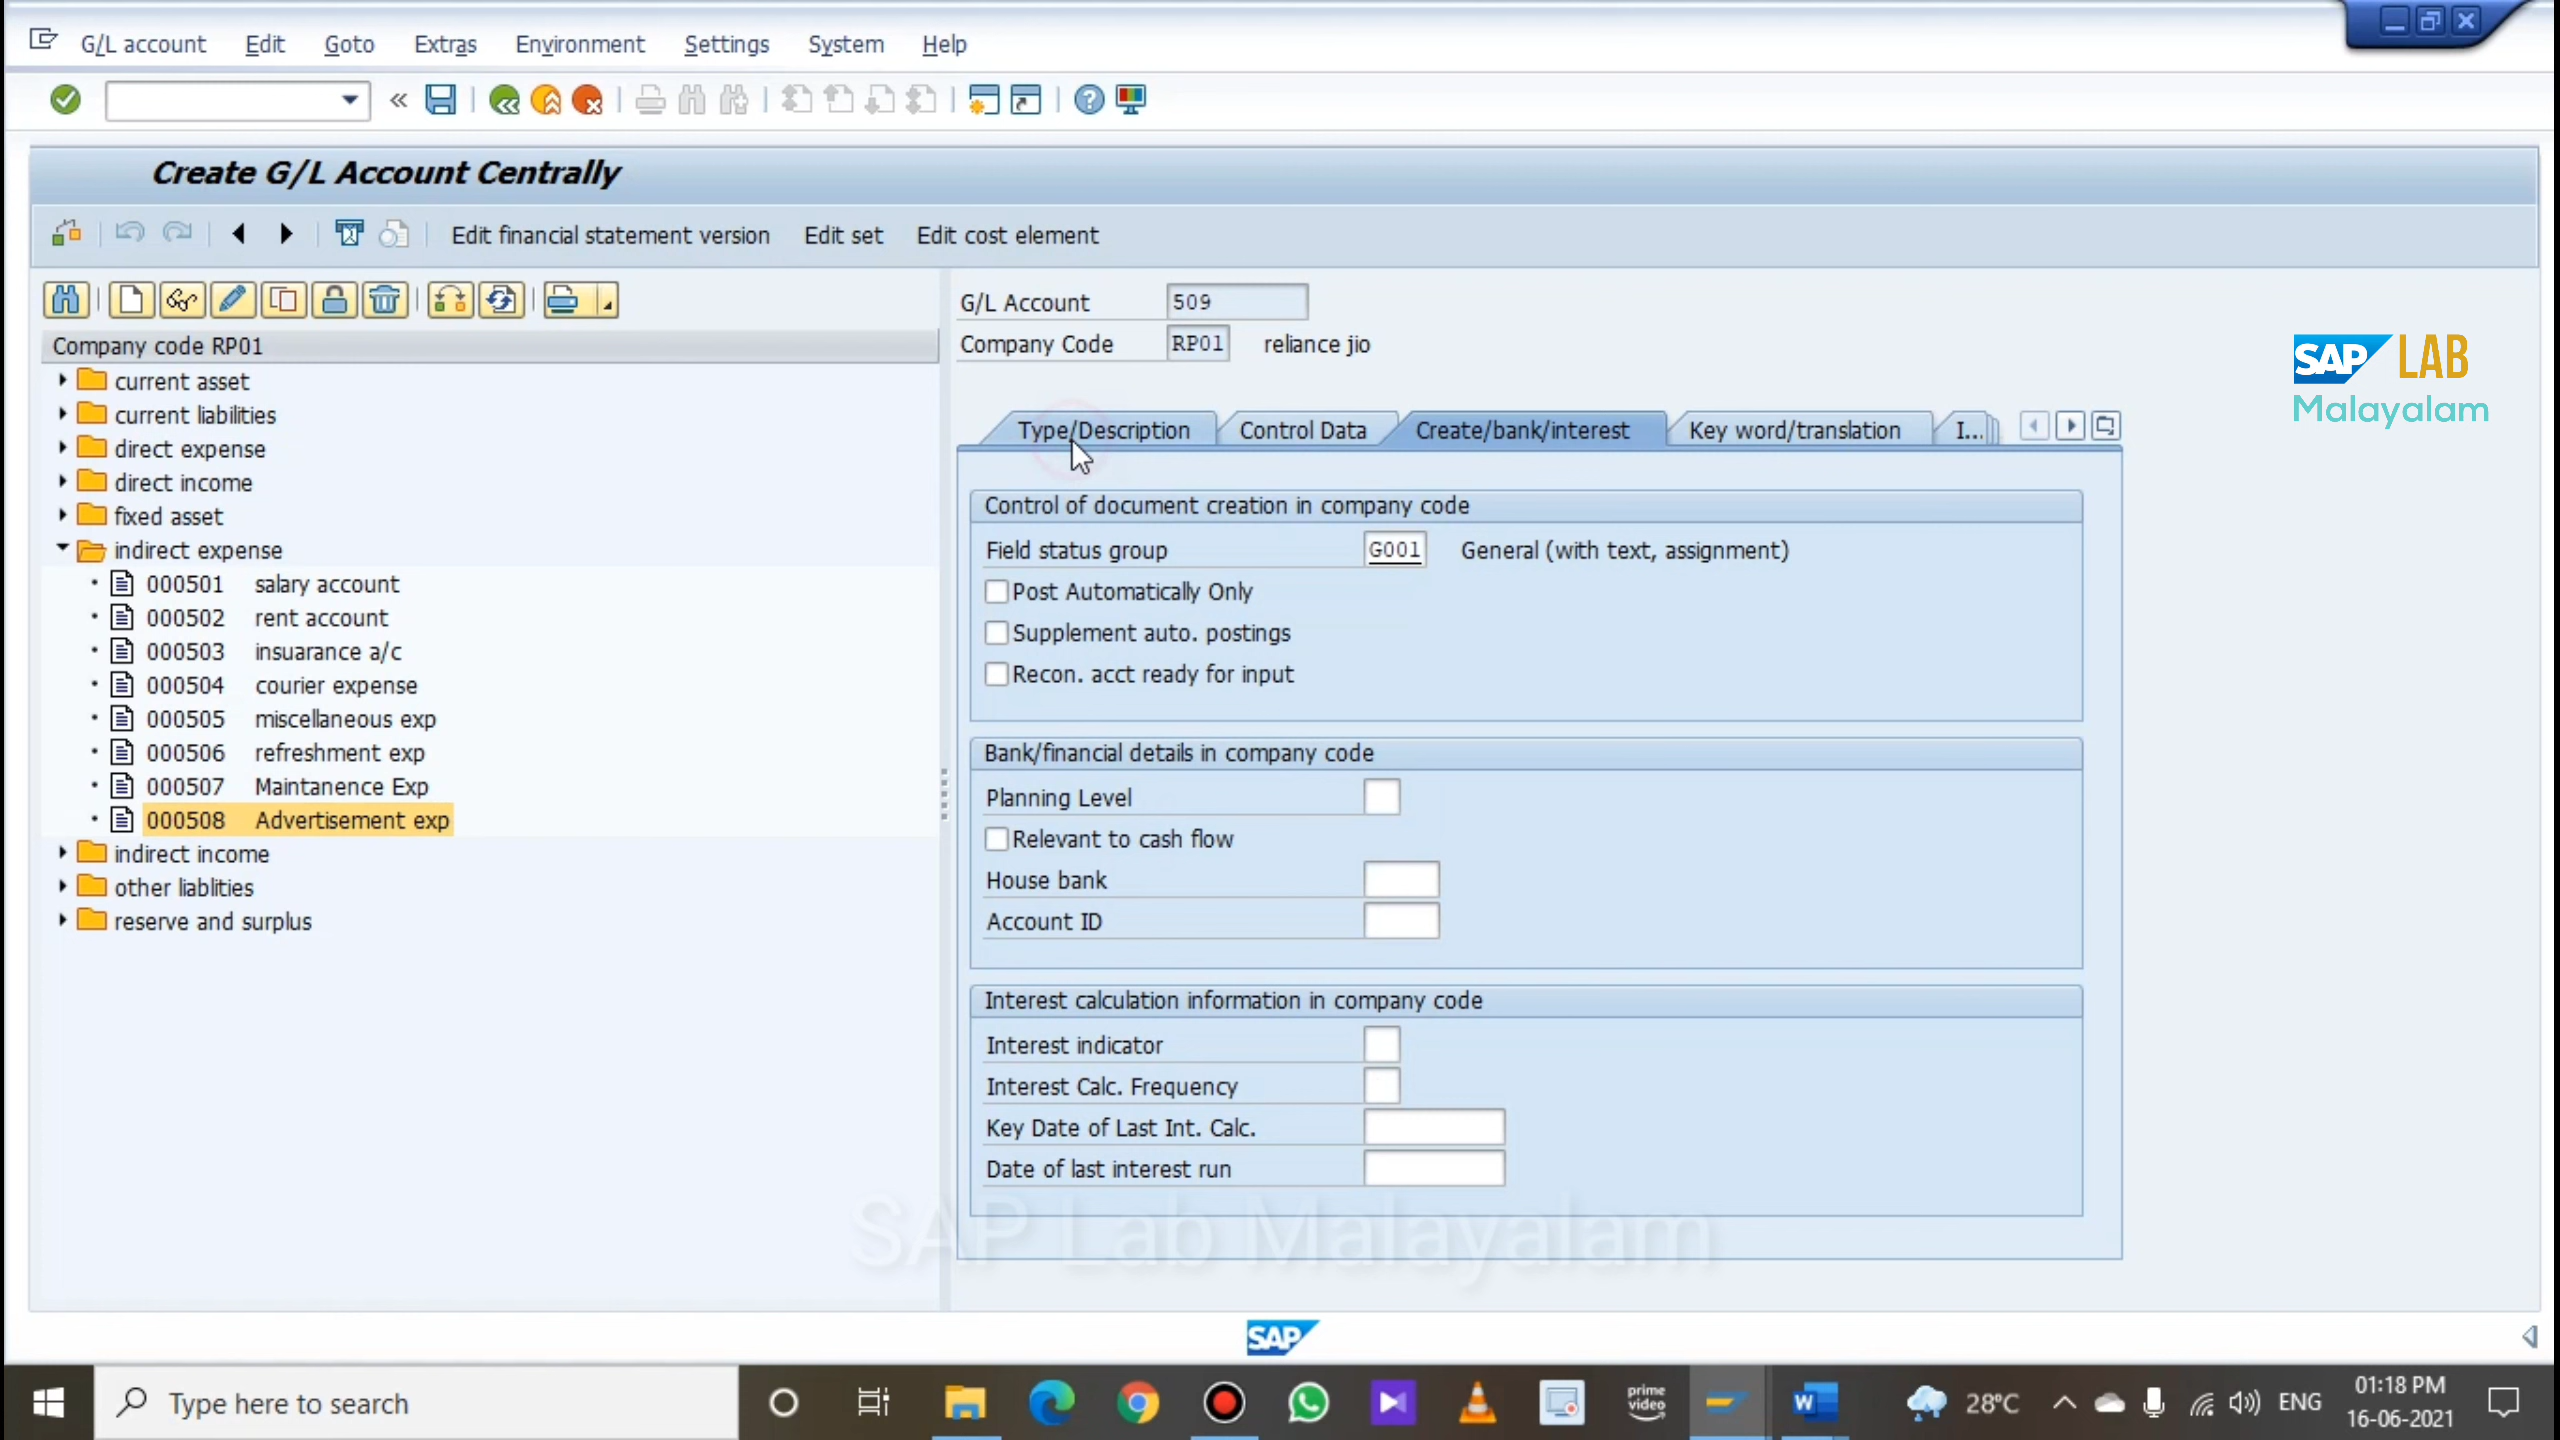 G/L account Edit Goto Extras Environment Settings System Help
Create G/L Account Centrally
Edit financial statement version Edit set Edit cost element
G/L Account 509
Company Code RP01 reliance jio
SAP LAB
Malayalam
Company code RP01
current asset
current liabilities
direct expense
direct income
fixed asset
indirect expense
000501 salary account
000502 rent account
000503 insuarance a/c
000504 courier expense
000505 miscellaneous exp
000506 refreshment exp
000507 Maintanence Exp
000508 Advertisement exp
indirect income
other liablities
reserve and surplus
Type/Description Control Data Create/bank/interest Key word/translation I...
Control of document creation in company code
Field status group G001 General (with text, assignment)
Post Automatically Only
Supplement auto. postings
Recon. acct ready for input
Bank/financial details in company code
Planning Level
Relevant to cash flow
House bank
Account ID
Interest calculation information in company code
Interest indicator
Interest Calc. Frequency
Key Date of Last Int. Calc.
Date of last interest run
SAP Lab Malayalam
SAP
Type here to search
prime
video
W
28°C
ENG
01:18 PM
16-06-2021